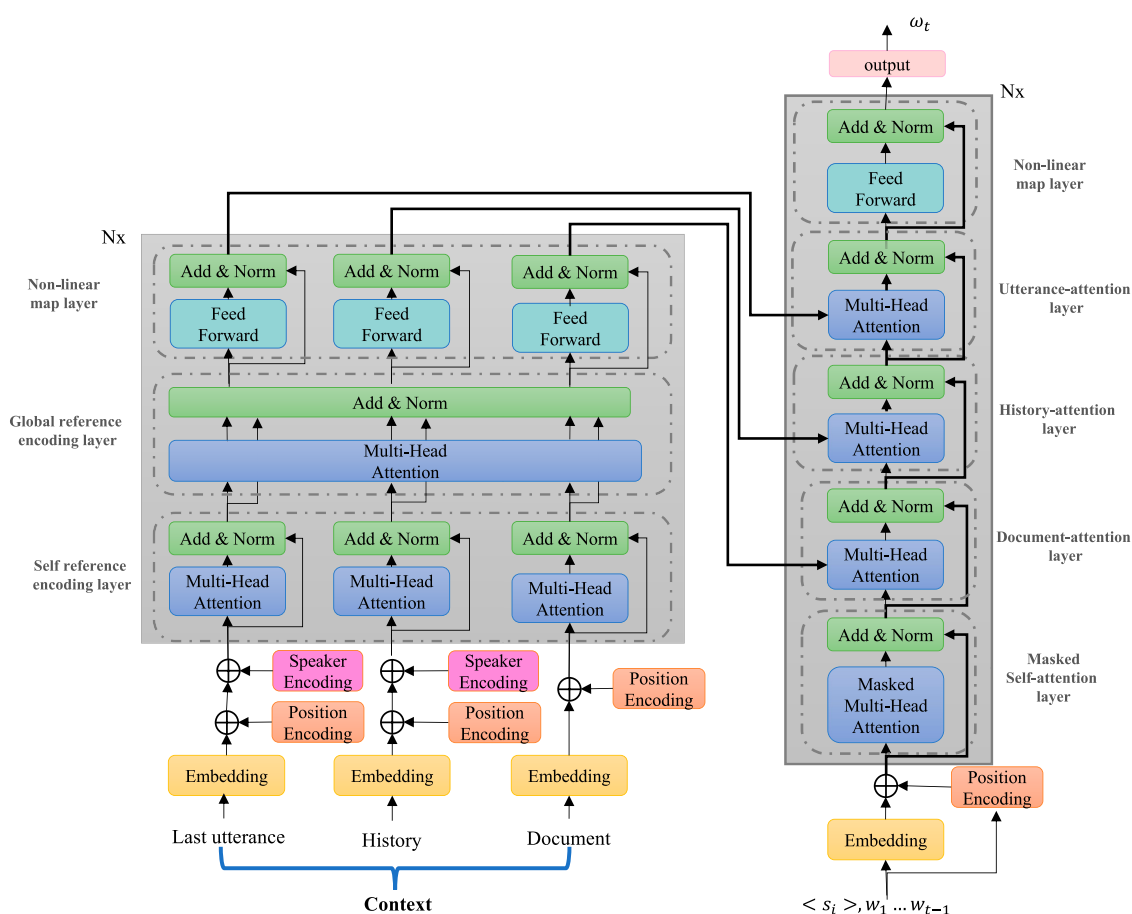 ω_t
output
Nx
Add & Norm
Feed
Forward
Non-linear
map layer
Add & Norm
Multi-Head
Attention
Utterance-attention
layer
Add & Norm
Multi-Head
Attention
History-attention
layer
Add & Norm
Multi-Head
Attention
Document-attention
layer
Add & Norm
Masked
Multi-Head
Attention
Masked
Self-attention
layer
Position
Encoding
Embedding
< s_i >, w_1 … w_{t−1}
Nx
Non-linear
map layer
Add & Norm
Add & Norm
Add & Norm
Feed
Forward
Feed
Forward
Feed
Forward
Global reference
encoding layer
Add & Norm
Multi-Head
Attention
Self reference
encoding layer
Add & Norm
Add & Norm
Add & Norm
Multi-Head
Attention
Multi-Head
Attention
Multi-Head
Attention
Speaker
Encoding
Speaker
Encoding
Position
Encoding
Position
Encoding
Position
Encoding
Embedding
Embedding
Embedding
Last utterance
History
Document
Context